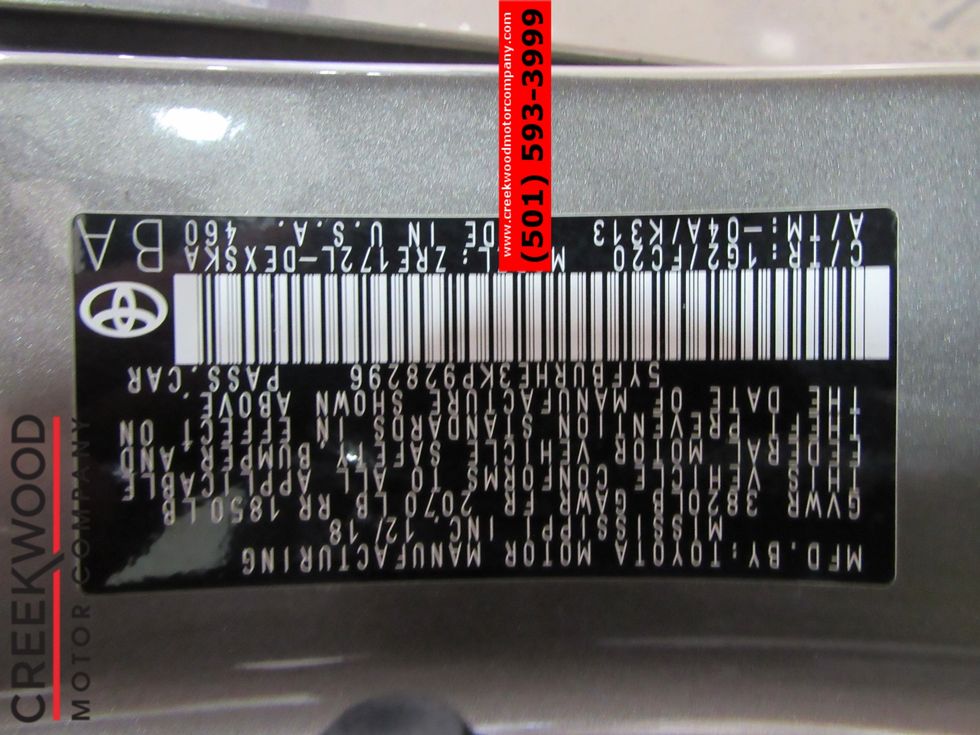 MFD.BY:TOYOTA MOTOR MANUFACTURING
MISSISSIPPI INC. 12/18
GVWR 3820LB GAWR FR 2070 LB RR 1850LB
THIS VEHICLE CONFORMS TO ALL APPLICABLE
FEDERAL MOTOR VEHICLE SAFETY BUMPER, AND
THEFT PREVENTION STANDARDS IN EFFECT ON
THE DATE OF MANUFACTURE SHOWN ABOVE.
5YFBURHE3KP928296 PASS.CAR
C/TR:1G2/FC20 ZRE172L-DEXSKA
A/TM:-04A/K313 IN U.S.A. 460
BA
www.creekwoodmotorcompany.com
(501) 593-3999
CREEKWOOD
MOTOR COMPANY